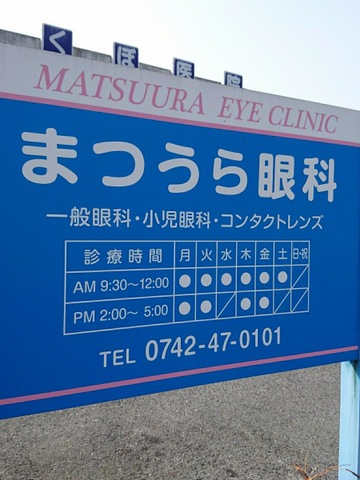 くぼ医院
MATSUURA EYE CLINIC
まつうら眼科
一般眼科・小児眼科・コンタクトレンズ
診療時間 月 火 水 木 金 土 日・祝
AM 9:30〜12:00 ● ● ● ● ● ● ／
PM 2:00〜 5:00 ● ● ／ ● ● ／ ／
TEL 0742-47-0101